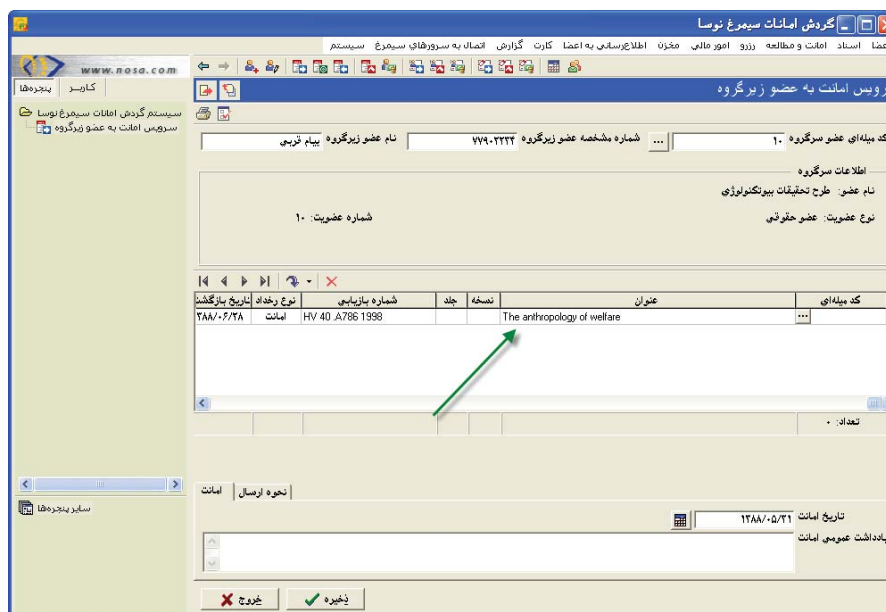 گردش امانات سیمرغ نوسا
اسناد امانت و مطالعه رزرو امور مالی مخزن اطلاع‌رسانی به اعضا کارت گزارش اتصال به سرورهای سیمرغ سیستم
www.nosa.com
کاربر پنجره‌ها
امانت به عضو زیرگروه
سیستم گردش امانات سیمرغ نوسا
سرویس امانت به عضو زیرگروه
کد میله‌ای عضو سرگروه ۱۰ ... شماره مشخصه عضو زیرگروه ۷۷۹۰۲۲۳۴ نام عضو زیرگروه پیام تربی
اطلاعات سرگروه
نام عضو: طرح تحقیقات بیوتکنولوژی
نوع عضویت: عضو حقوقی شماره عضویت: ۱۰
کد میله‌ای عنوان نسخه جلد شماره بازیابی نوع رخداد تاریخ بازگشت
... The anthropology of welfare HV 40 .A786 1998 امانت ۳۸۸/۰۶/۲۸
تعداد: ۰
نحوه ارسال امانت
سایر پنجره‌ها
تاریخ امانت ۱۳۸۸/۰۵/۳۱
یادداشت عمومی امانت
ذخیره خروج